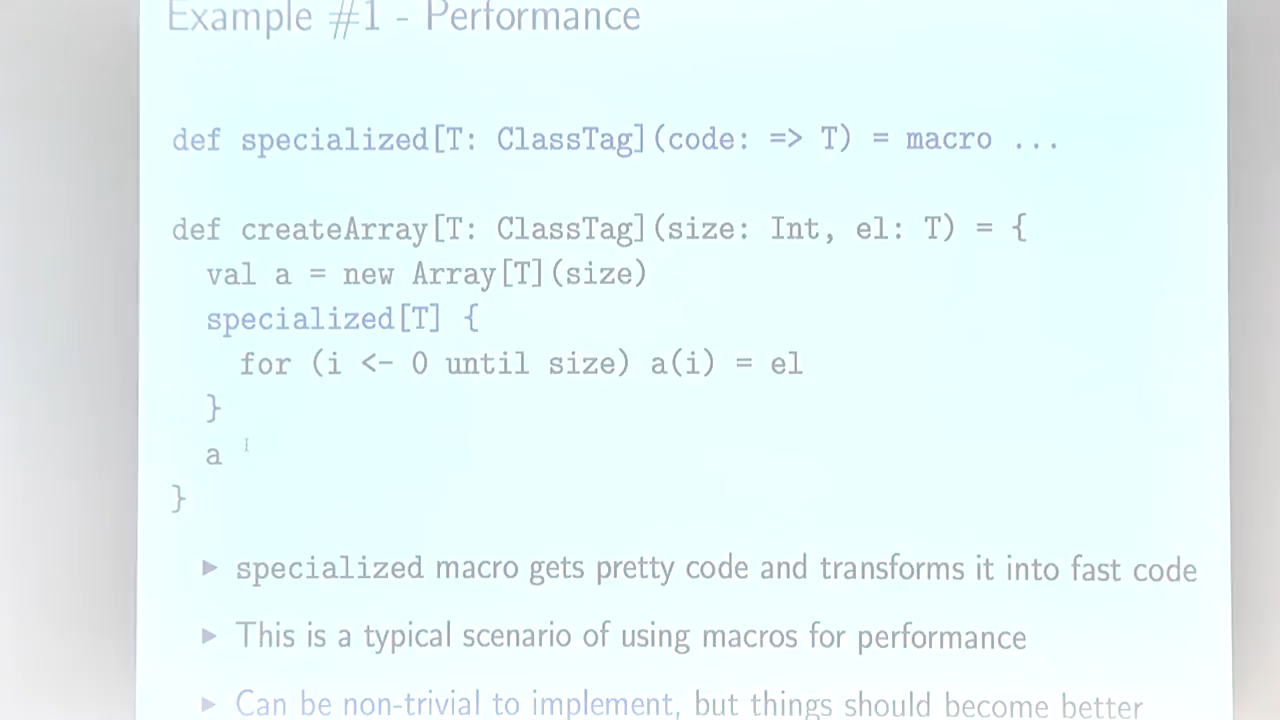 Example #1 - Performance
def specialized[T: ClassTag](code: => T) = macro ...
def createArray[T: ClassTag](size: Int, el: T) = {
val a = new Array[T](size)
specialized[T] {
for (i <- 0 until size) a(i) = el
}
a
}
▶ specialized macro gets pretty code and transforms it into fast code
▶ This is a typical scenario of using macros for performance
▶ Can be non-trivial to implement, but things should become better